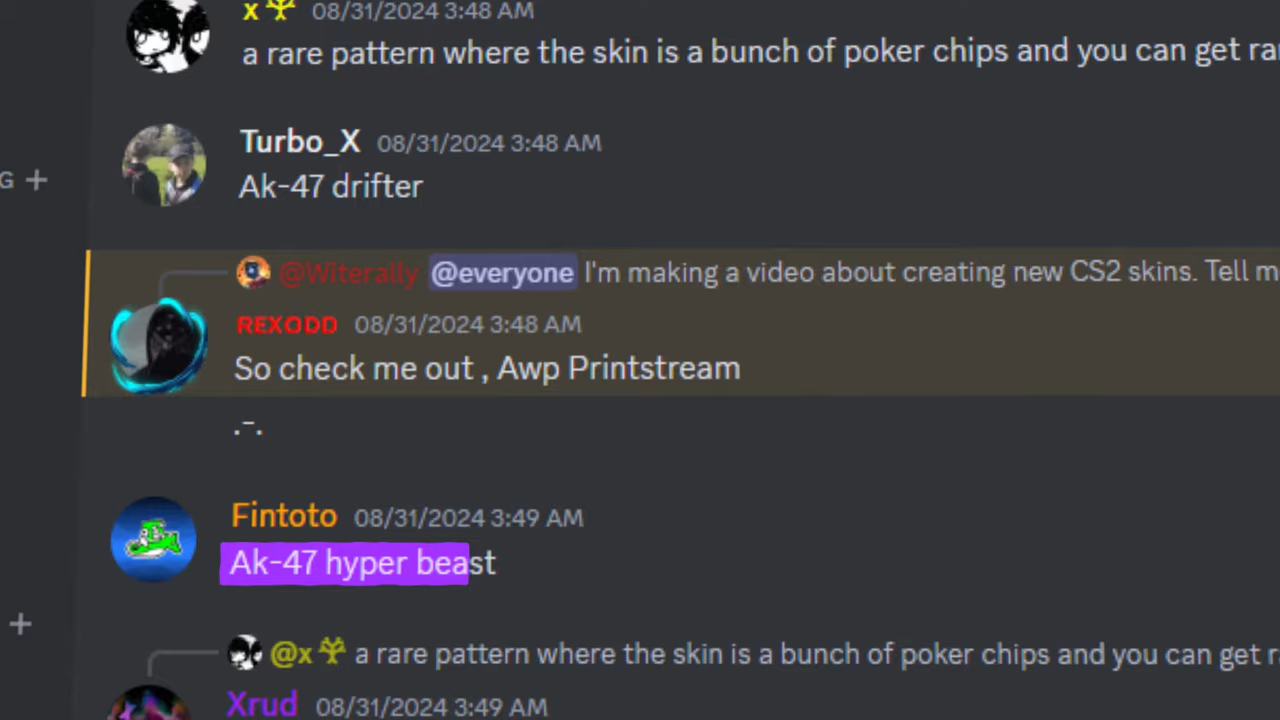 x 08/31/2024 3:48 AM
a rare pattern where the skin is a bunch of poker chips and you can get
Turbo_X 08/31/2024 3:48 AM
G +
Ak-47 drifter
@Witerally @everyone I'm making a video about creating new CS2 skins. Tell
REXODD 08/31/2024 3:48 AM
So check me out , Awp Printstream
.-.
Fintoto 08/31/2024 3:49 AM
Ak-47 hyper beast
+
@x a rare pattern where the skin is a bunch of poker chips and you can get
Xrud 08/31/2024 3:49 AM